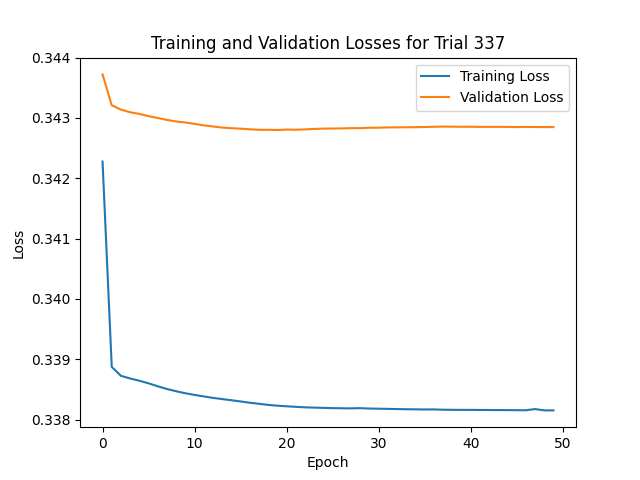 Training and Validation Losses for Trial 337
0.344
0.343
0.342
0.341
0.340
0.339
0.338
Loss
Training Loss
Validation Loss
0
10
20
30
40
50
Epoch